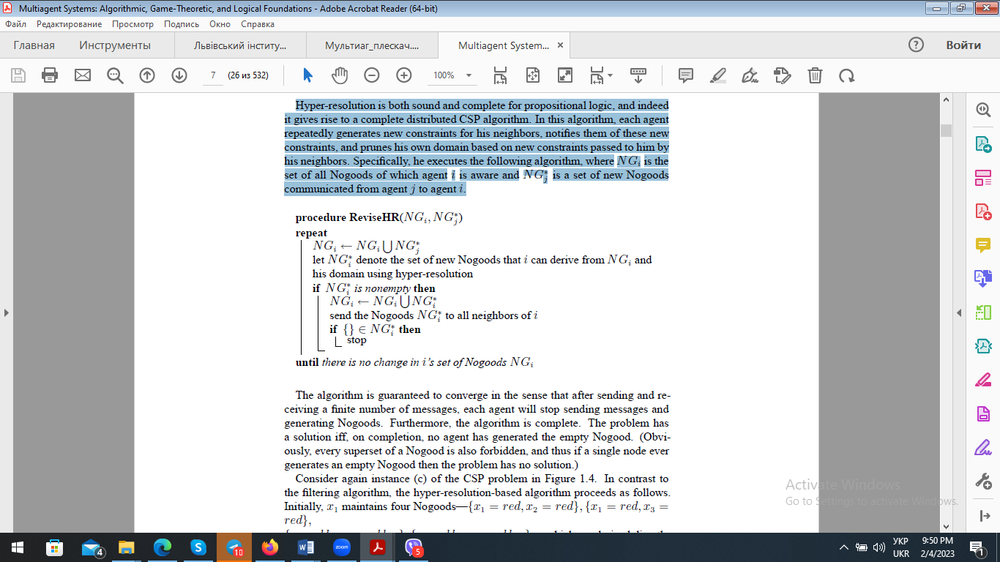 Multiagent Systems: Algorithmic, Game-Theoretic, and Logical Foundations - Adobe Acrobat Reader (64-bit)
Файл Редактирование Просмотр Подпись Окно Справка
Главная Инструменты Львівський інститу... Мультиаг_плескач.... Multiagent System... ×
Войти
7 (26 из 532) 100%
Hyper-resolution is both sound and complete for propositional logic, and indeed
it gives rise to a complete distributed CSP algorithm. In this algorithm, each agent
repeatedly generates new constraints for his neighbors, notifies them of these new
constraints, and prunes his own domain based on new constraints passed to him by
his neighbors. Specifically, he executes the following algorithm, where NG_i is the
set of all Nogoods of which agent i is aware and NG_j^* is a set of new Nogoods
communicated from agent j to agent i.
procedure ReviseHR(NG_i, NG_j^*)
repeat
NG_i ← NG_i ⋃ NG_j^*
let NG_i^* denote the set of new Nogoods that i can derive from NG_i and
his domain using hyper-resolution
if NG_i^* is nonempty then
NG_i ← NG_i ⋃ NG_i^*
send the Nogoods NG_i^* to all neighbors of i
if {} ∈ NG_i^* then
stop
until there is no change in i's set of Nogoods NG_i
The algorithm is guaranteed to converge in the sense that after sending and re-
ceiving a finite number of messages, each agent will stop sending messages and
generating Nogoods. Furthermore, the algorithm is complete. The problem has
a solution iff, on completion, no agent has generated the empty Nogood. (Obvi-
ously, every superset of a Nogood is also forbidden, and thus if a single node ever
generates an empty Nogood then the problem has no solution.)
Consider again instance (c) of the CSP problem in Figure 1.4. In contrast to
the filtering algorithm, the hyper-resolution-based algorithm proceeds as follows.
Initially, x_1 maintains four Nogoods—{x_1 = red, x_2 = red}, {x_1 = red, x_3 =
red},
Activate Windows
Go to Settings to activate Windows.
4 10 zoom 5
УКР 9:50 PM
UKR 2/4/2023 1